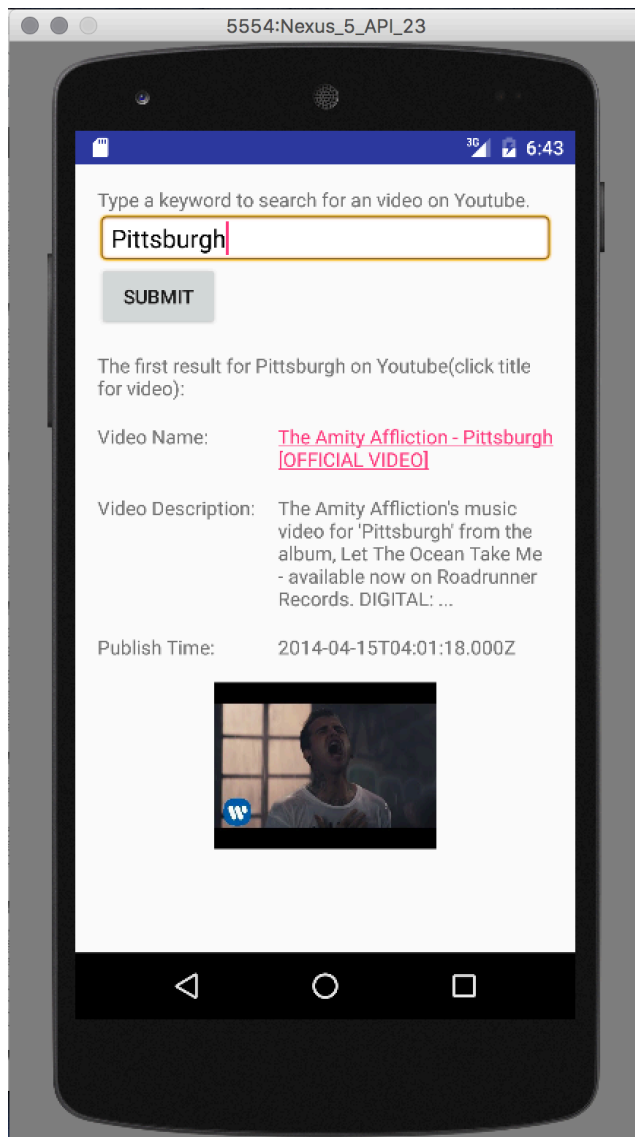 5554:Nexus_5_API_23
3G 6:43
Type a keyword to search for an video on Youtube.
Pittsburgh
SUBMIT
The first result for Pittsburgh on Youtube(click title
for video):
Video Name: The Amity Affliction - Pittsburgh
[OFFICIAL VIDEO]
Video Description: The Amity Affliction's music
video for 'Pittsburgh' from the
album, Let The Ocean Take Me
- available now on Roadrunner
Records. DIGITAL: ...
Publish Time: 2014-04-15T04:01:18.000Z